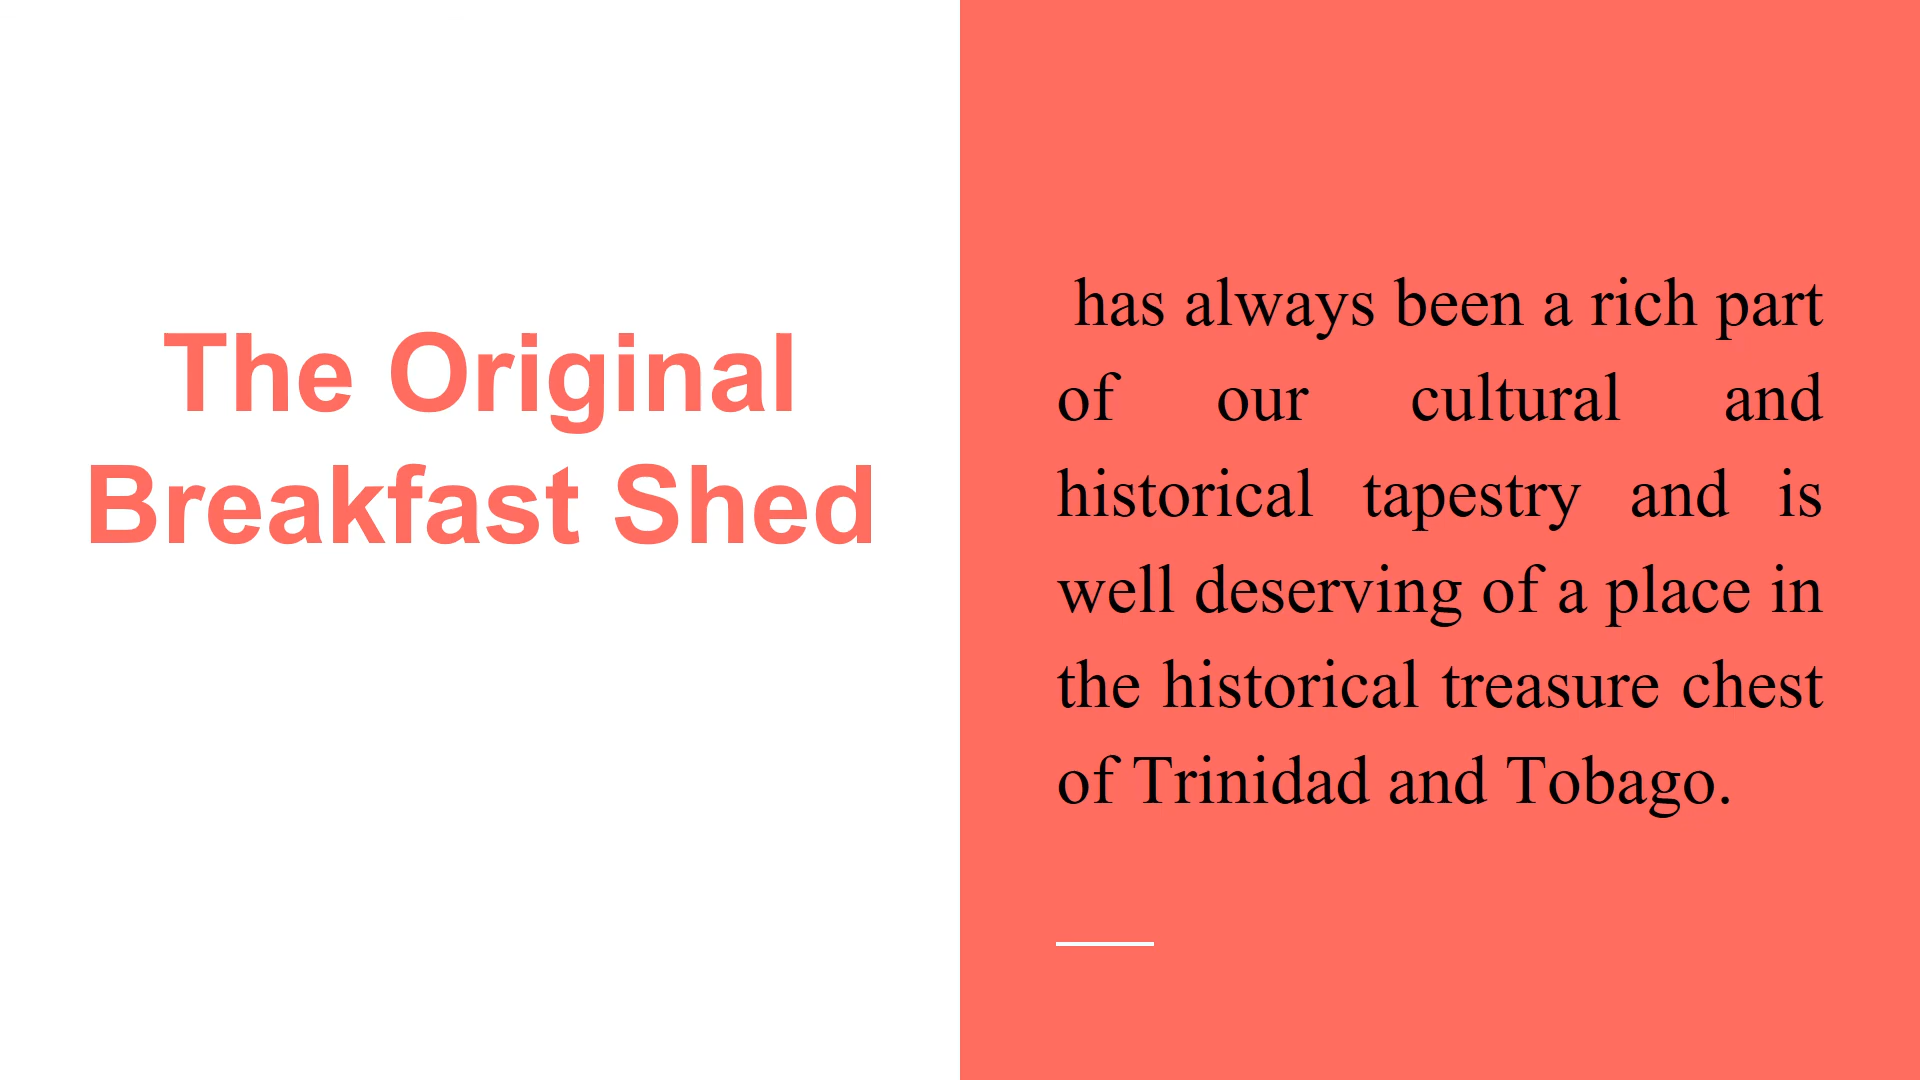 The Original
Breakfast Shed
has always been a rich part
of our cultural and
historical tapestry and is
well deserving of a place in
the historical treasure chest
of Trinidad and Tobago.